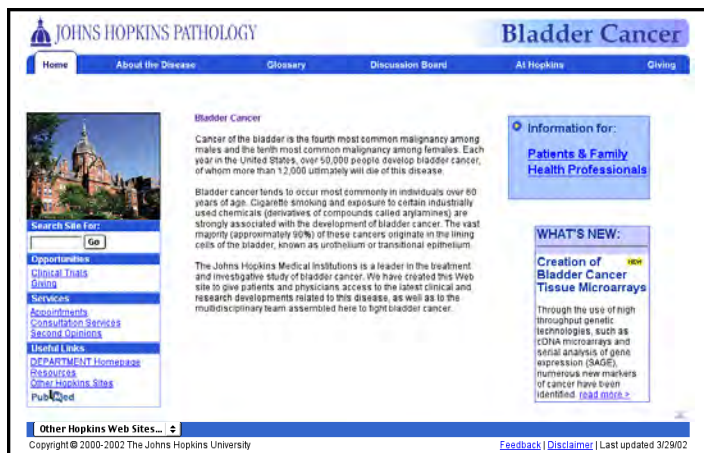 JOHNS HOPKINS PATHOLOGY
Bladder Cancer
Home About the Disease Glossary Discussion Board At Hopkins Giving
Search Site For:
Go
Opportunities
Clinical Trials
Giving
Services
Appointments
Consultation Services
Second Opinions
Useful Links
DEPARTMENT Homepage
Resources
Other Hopkins Sites
PubMed
Bladder Cancer
Cancer of the bladder is the fourth most common malignancy among
males and the tenth most common malignancy among females. Each
year in the United States, over 50,000 people develop bladder cancer,
of whom more than 12,000 ultimately will die of this disease.
Bladder cancer tends to occur most commonly in individuals over 60
years of age. Cigarette smoking and exposure to certain industrially
used chemicals (derivatives of compounds called arylamines) are
strongly associated with the development of bladder cancer. The vast
majority (approximately 90%) of these cancers originate in the lining
cells of the bladder, known as urothelium or transitional epithelium.
The Johns Hopkins Medical Institutions is a leader in the treatment
and investigative study of bladder cancer. We have created this Web
site to give patients and physicians access to the latest clinical and
research developments related to this disease, as well as to the
multidisciplinary team assembled here to fight bladder cancer.
Information for:
Patients & Family
Health Professionals
WHAT'S NEW:
Creation of NEW
Bladder Cancer
Tissue Microarrays
Through the use of high
throughput genetic
technologies, such as
cDNA microarrays and
serial analysis of gene
expression (SAGE),
numerous new markers
of cancer have been
identified. read more >
Other Hopkins Web Sites...
Copyright © 2000-2002 The Johns Hopkins University
Feedback | Disclaimer | Last updated 3/29/02